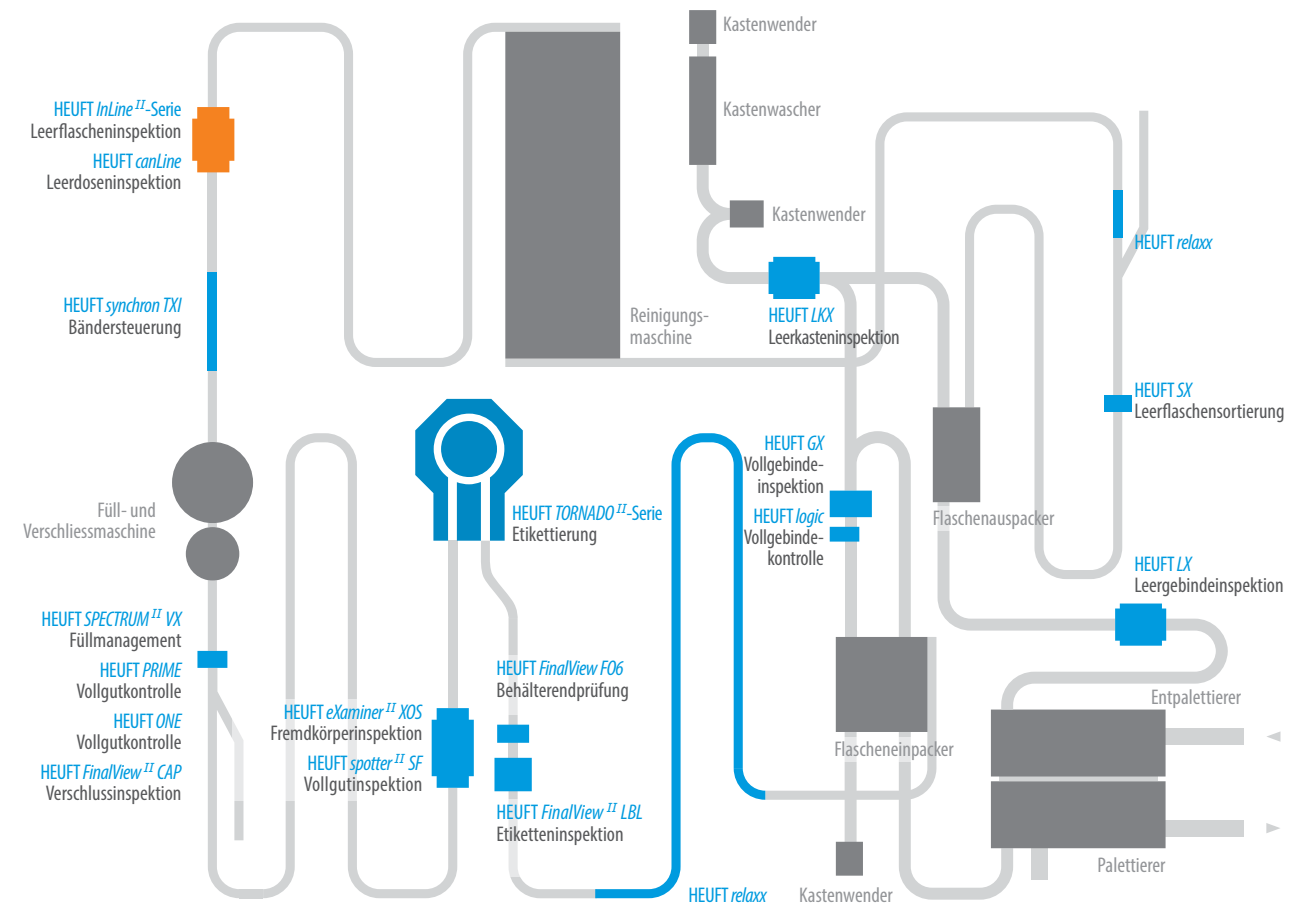 Kastenwender
Kastenwascher
Kastenwender
HEUFT InLine II-Serie
Leerflascheninspektion
HEUFT canLine
Leerdoseninspektion
HEUFT relaxx
HEUFT synchron TXI
Bändersteuerung
Reinigungs-
maschine
HEUFT LKX
Leerkasteninspektion
HEUFT SX
Leerflaschensortierung
HEUFT GX
Vollgebinde-
inspektion
HEUFT logic
Vollgebinde-
kontrolle
Füll- und
Verschliessmaschine
HEUFT TORNADO II-Serie
Etikettierung
Flaschenauspacker
HEUFT LX
Leergebindeinspektion
HEUFT SPECTRUM II VX
Füllmanagement
HEUFT PRIME
Vollgutkontrolle
HEUFT ONE
Vollgutkontrolle
HEUFT FinalView II CAP
Verschlussinspektion
HEUFT eXaminer II XOS
Fremdkörperinspektion
HEUFT spotter II SF
Vollgutinspektion
HEUFT FinalView FO6
Behälterendprüfung
HEUFT FinalView II LBL
Etiketteninspektion
Entpalettierer
Flascheneinpacker
Palettierer
HEUFT relaxx
Kastenwender